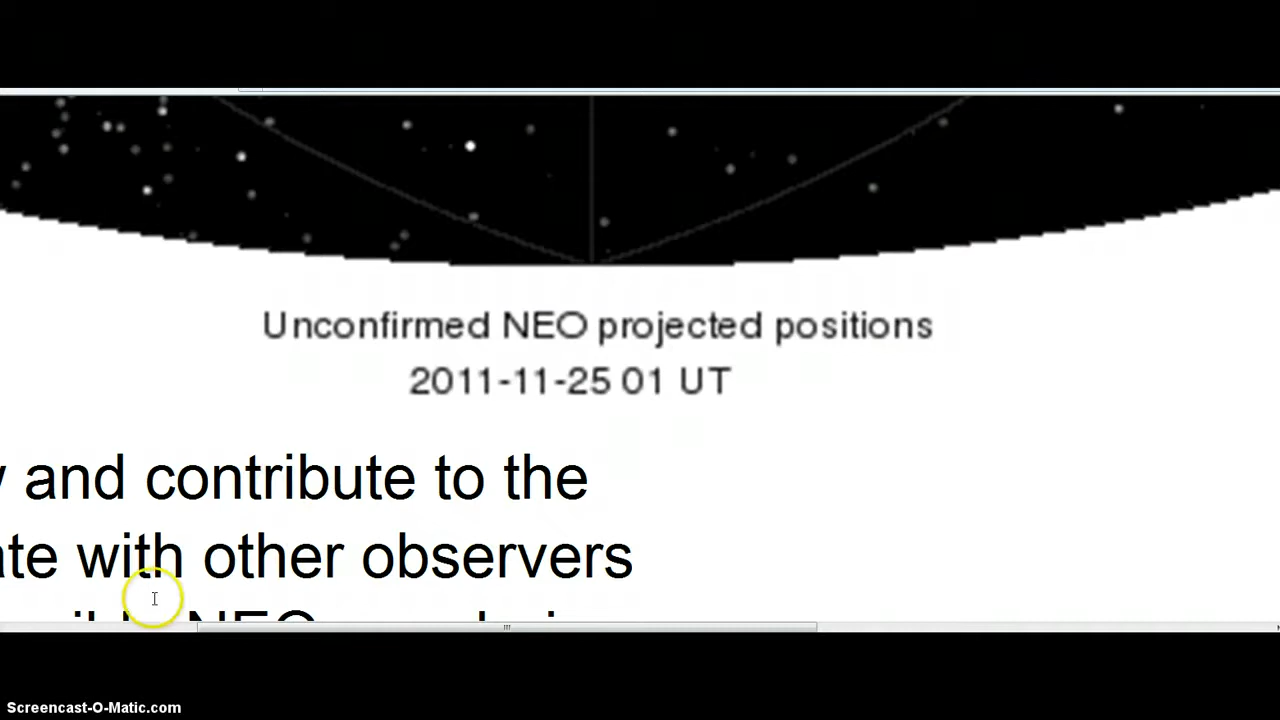 Unconfirmed NEO projected positions
2011-11-25 01 UT
and contribute to the
with other observers
NEO
Screencast-O-Matic.com